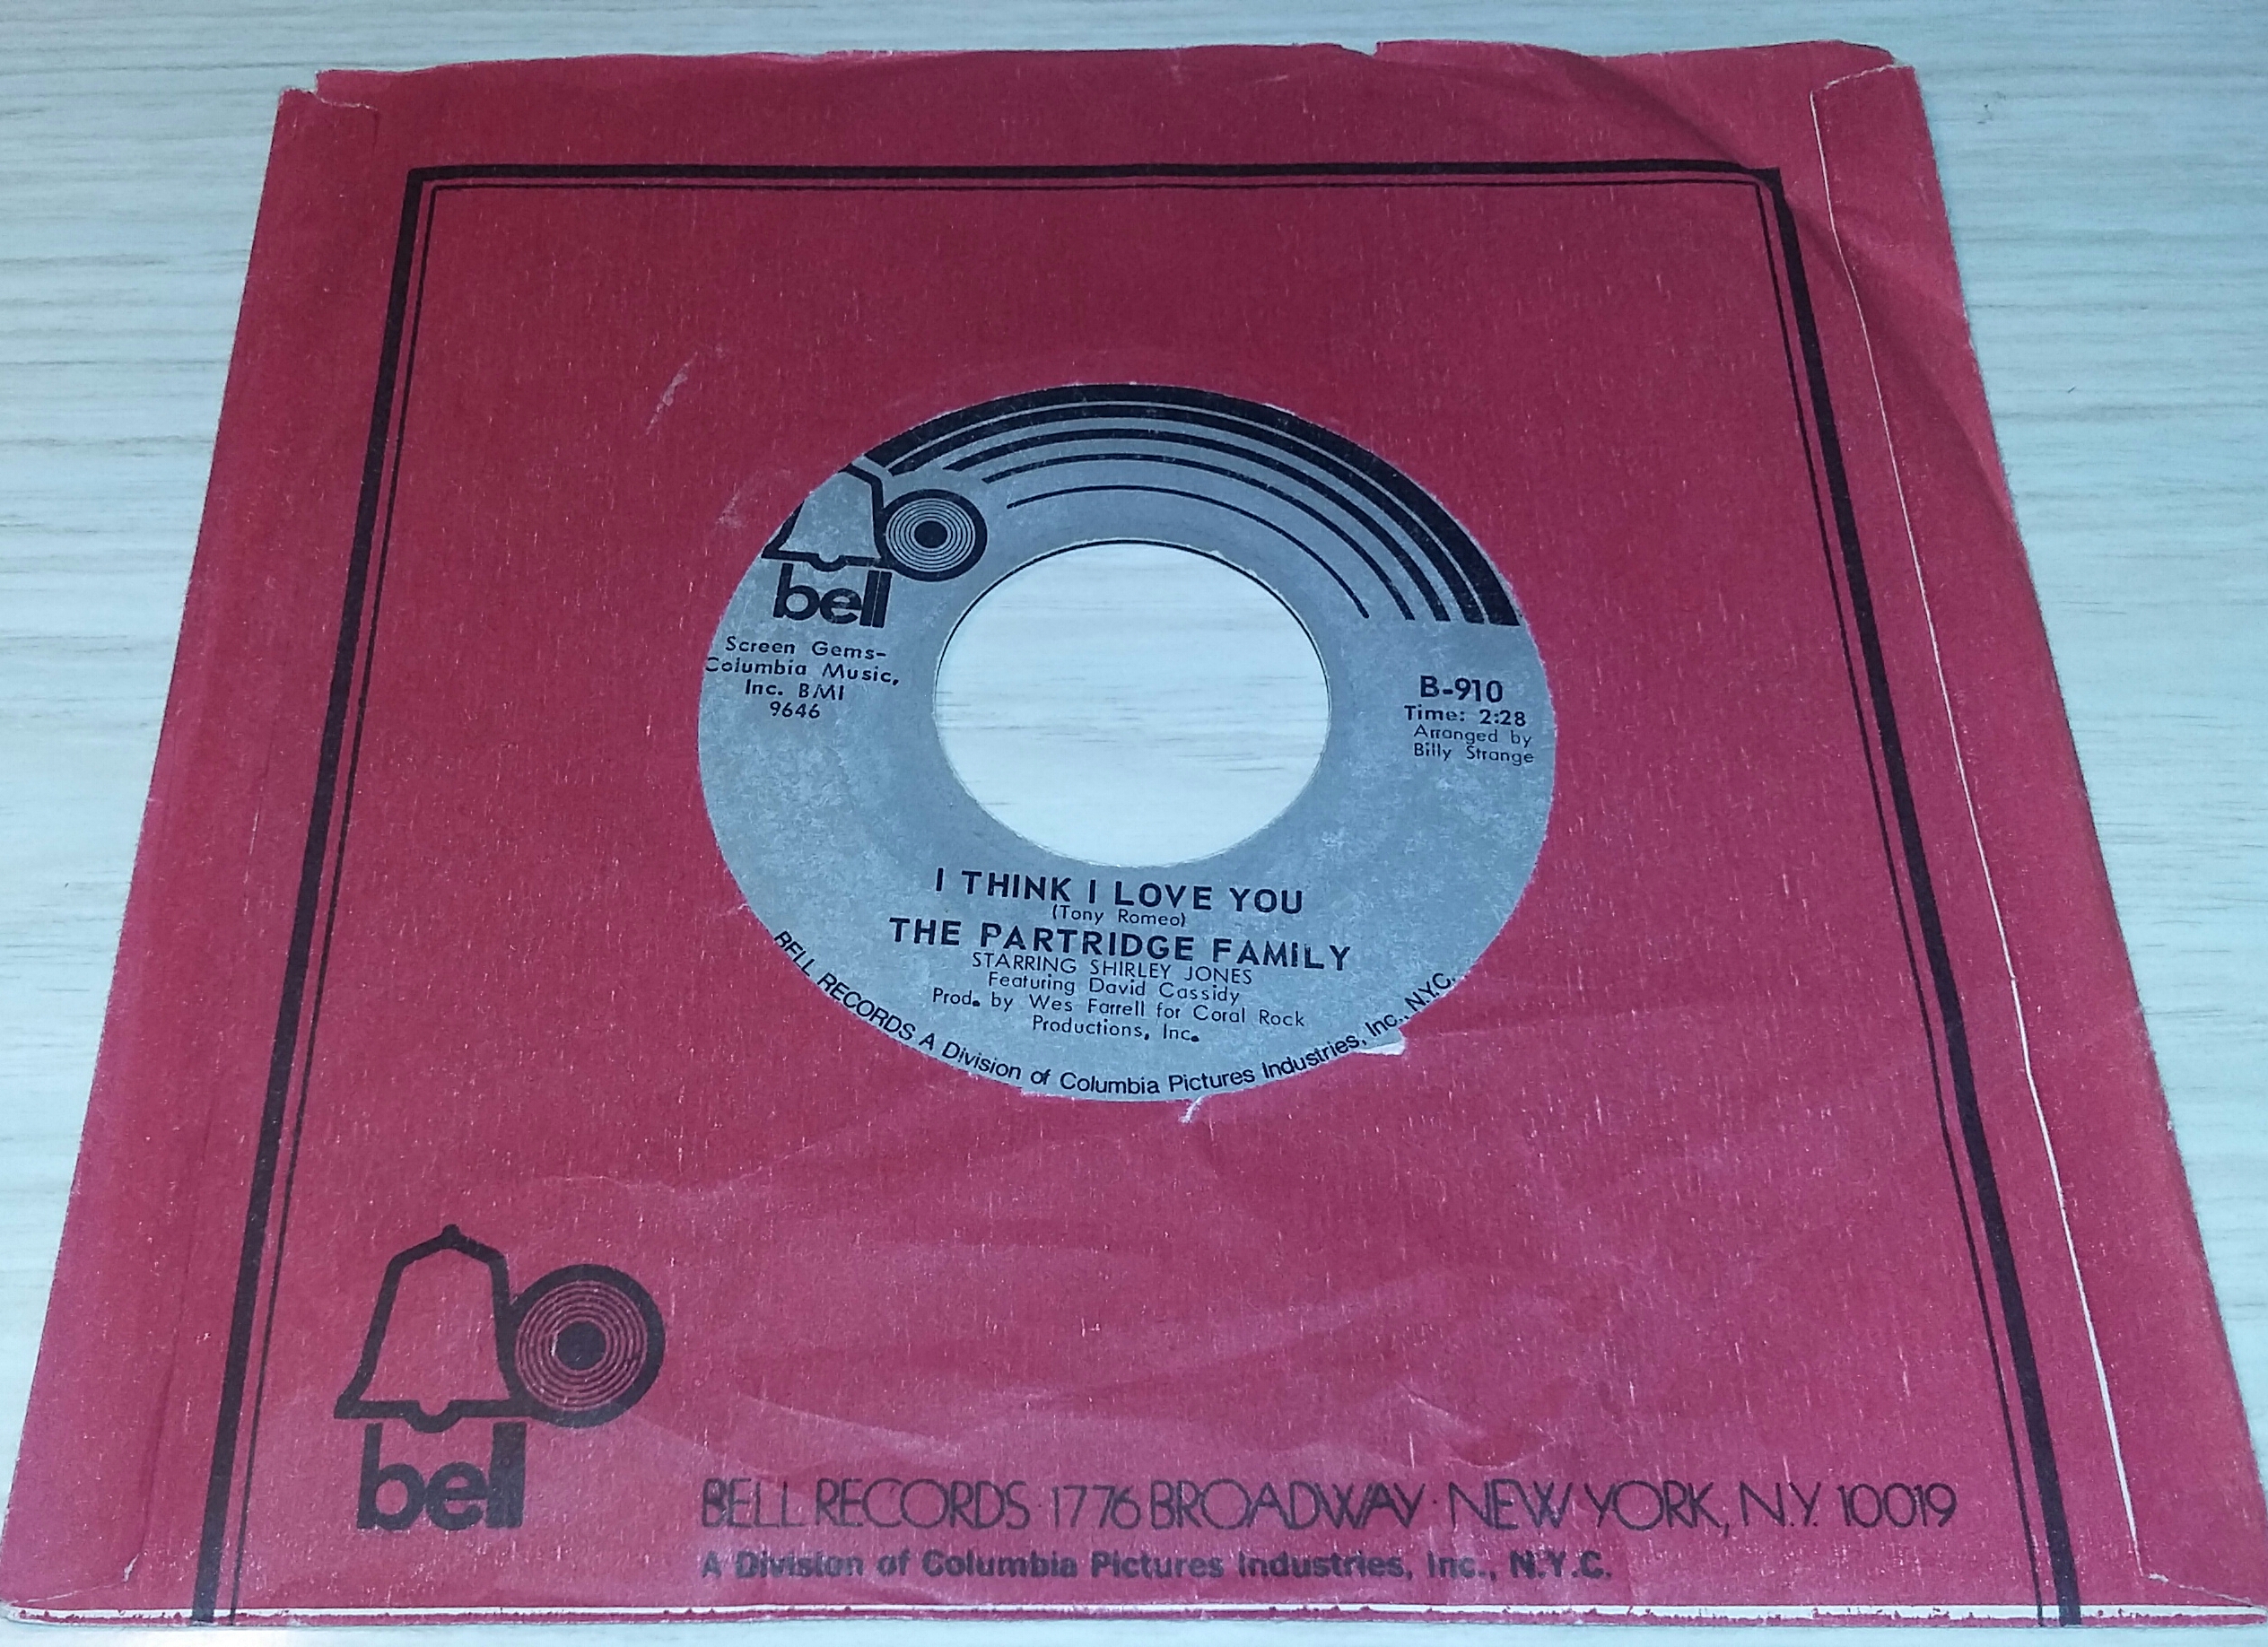 bell
Screen Gems-
Columbia Music,
Inc. BMI
9646
B-910
Time: 2:28
Arranged by
Billy Strange
I THINK I LOVE YOU
(Tony Romeo)
THE PARTRIDGE FAMILY
STARRING SHIRLEY JONES
Featuring David Cassidy
Prod. by Wes Farrell for Coral Rock
Productions, Inc.
BELL RECORDS A Division of Columbia Pictures Industries, Inc., N.Y.C.
bell
BELL RECORDS · 1776 BROADWAY · NEW YORK, N.Y. 10019
A Division of Columbia Pictures Industries, Inc., N.Y.C.